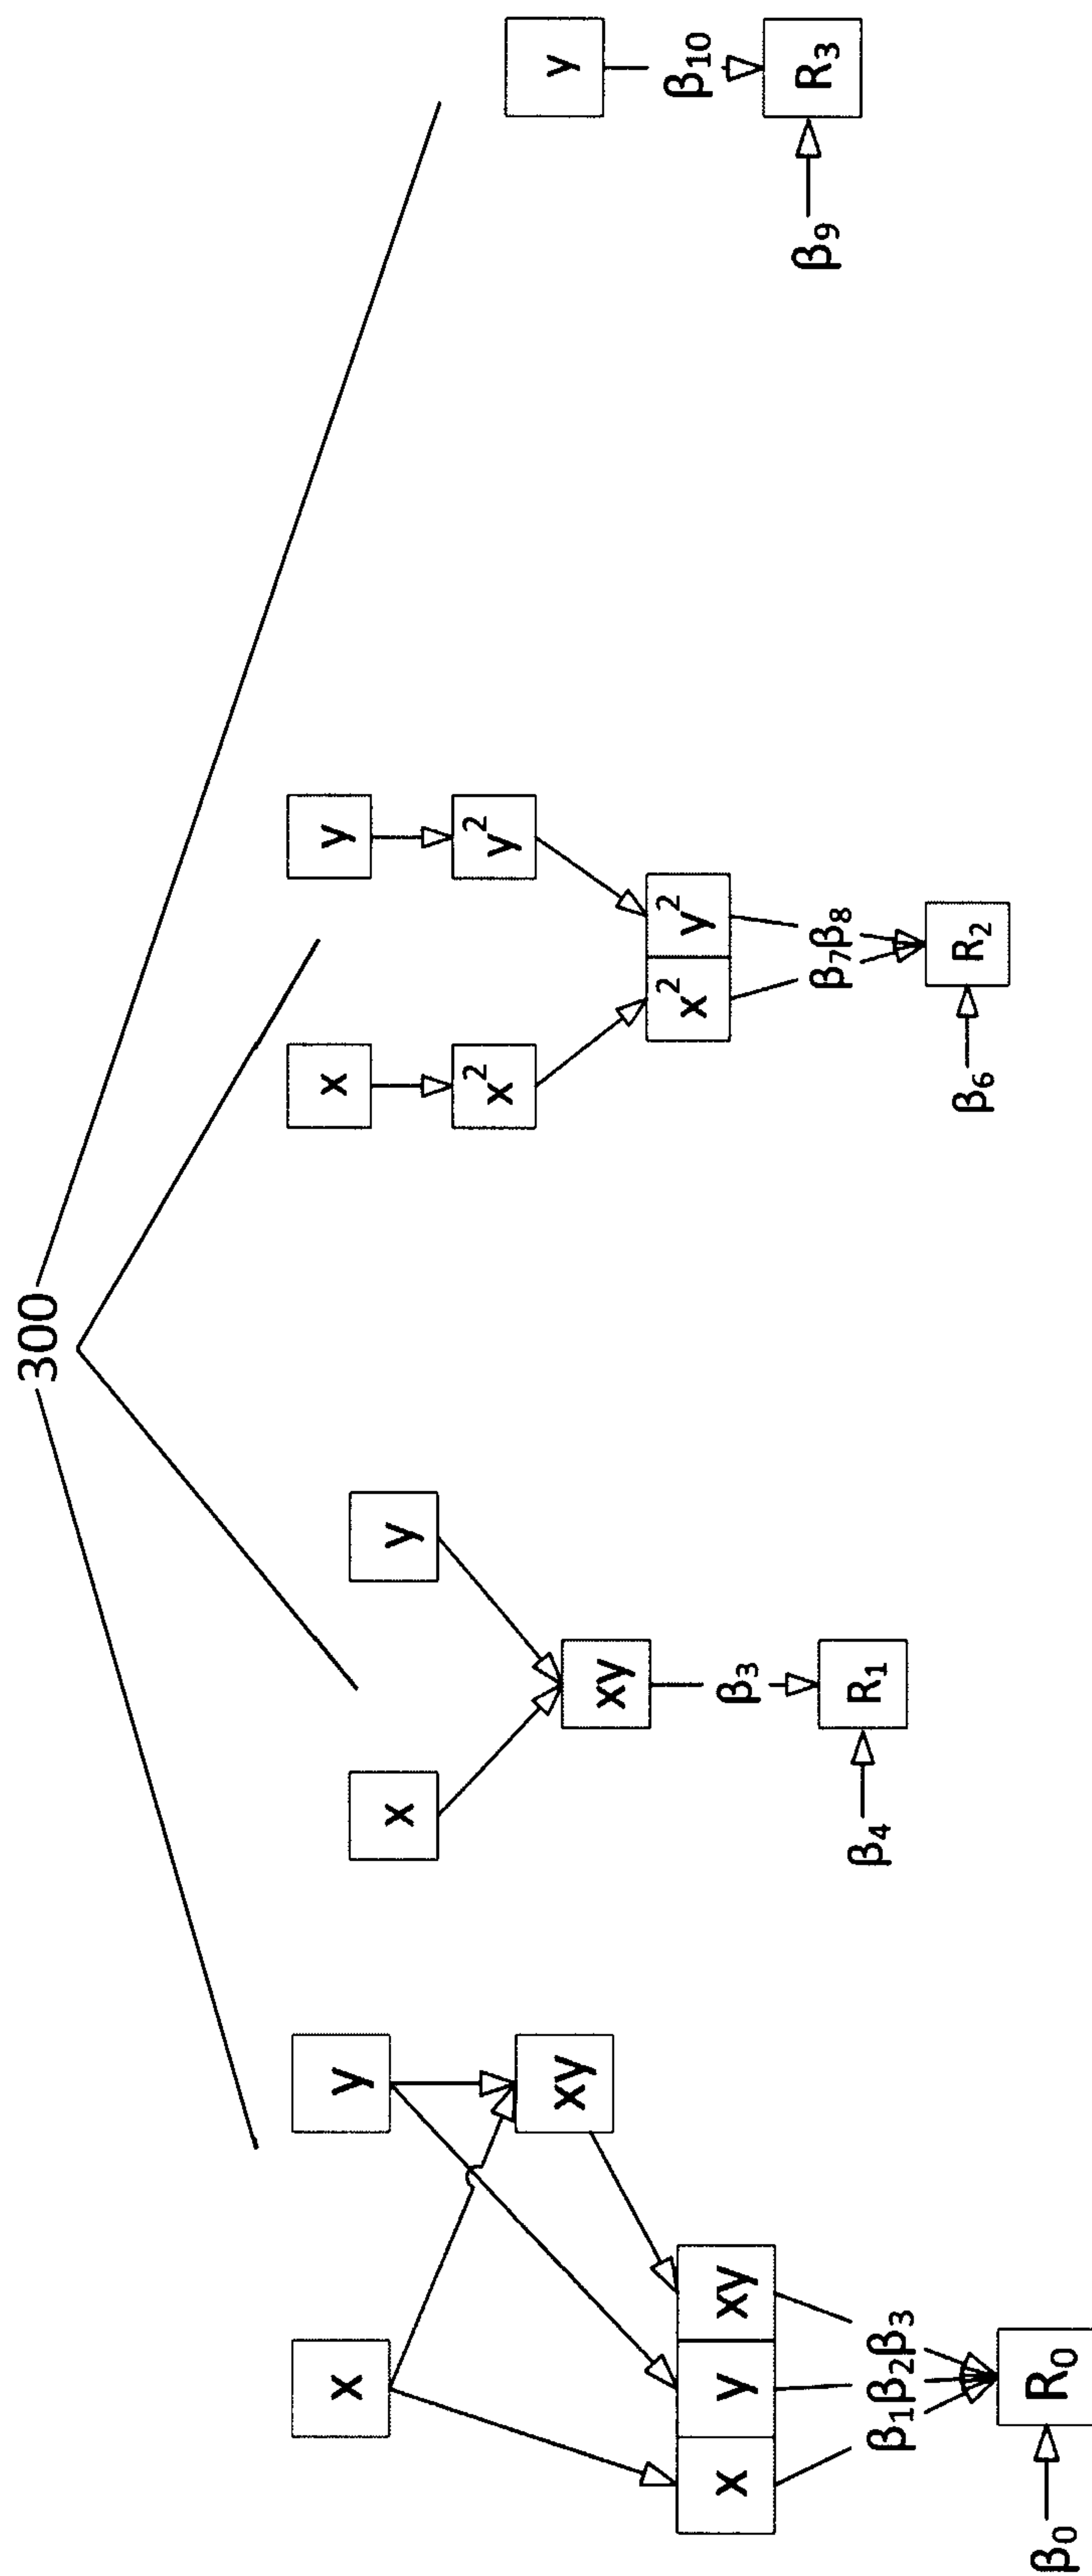 300
x y
xy
x y xy
β₁β₂β₃
β₀ R₀
x y
xy
β₃
β₄ R₁
x y
x² y²
x² y²
β₇β₈
β₆ R₂
y
β₁₀
β₉ R₃